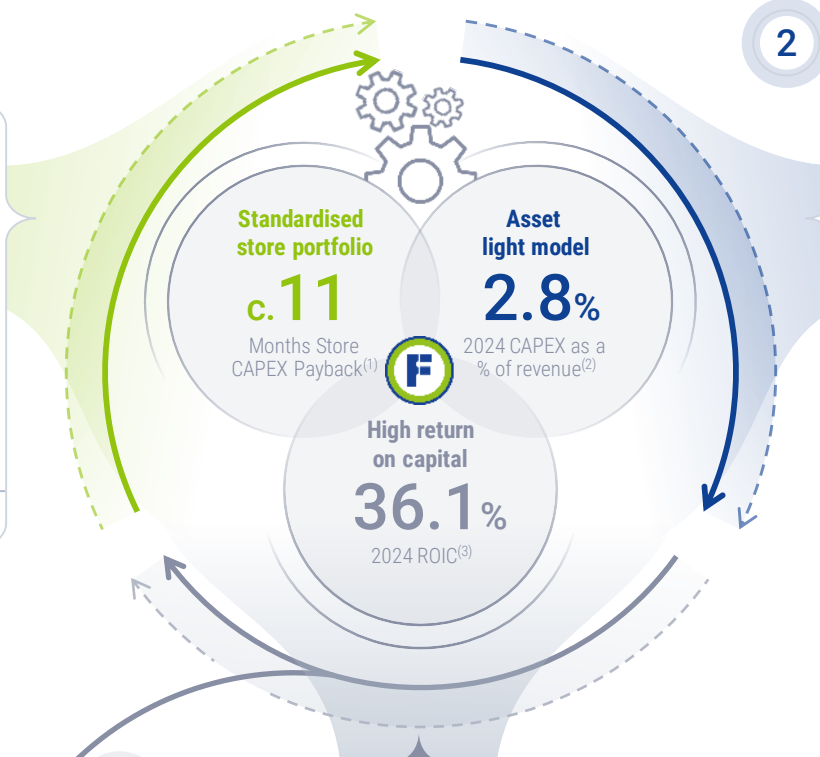 2
Standardised
store portfolio
c.11
Months Store
CAPEX Payback(1)
Asset
light model
2.8%
2024 CAPEX as a
% of revenue(2)
F
High return
on capital
36.1%
2024 ROIC(3)